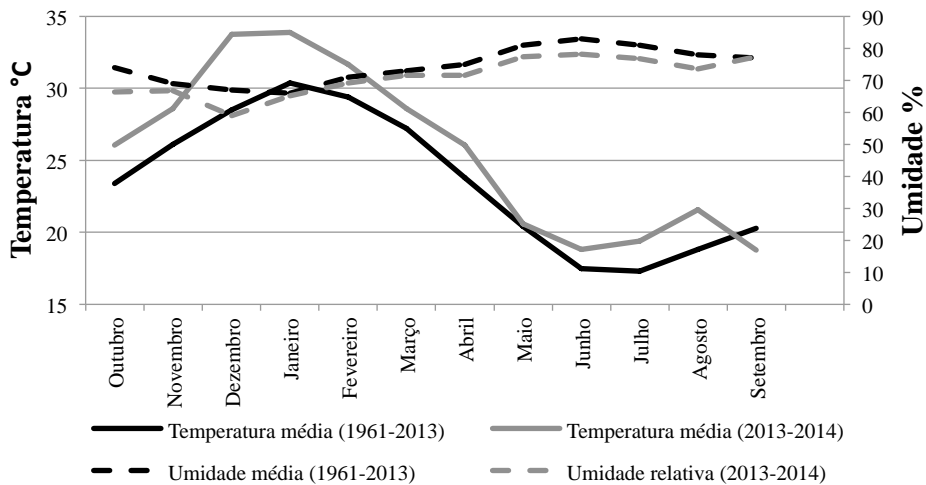 35
30
25
20
15
Temperatura °C
90
80
70
60
50
40
30
20
10
0
Umidade %
Outubro
Novembro
Dezembro
Janeiro
Fevereiro
Março
Abril
Maio
Junho
Julho
Agosto
Setembro
Temperatura média (1961-2013)
Temperatura média (2013-2014)
Umidade média (1961-2013)
Umidade relativa (2013-2014)